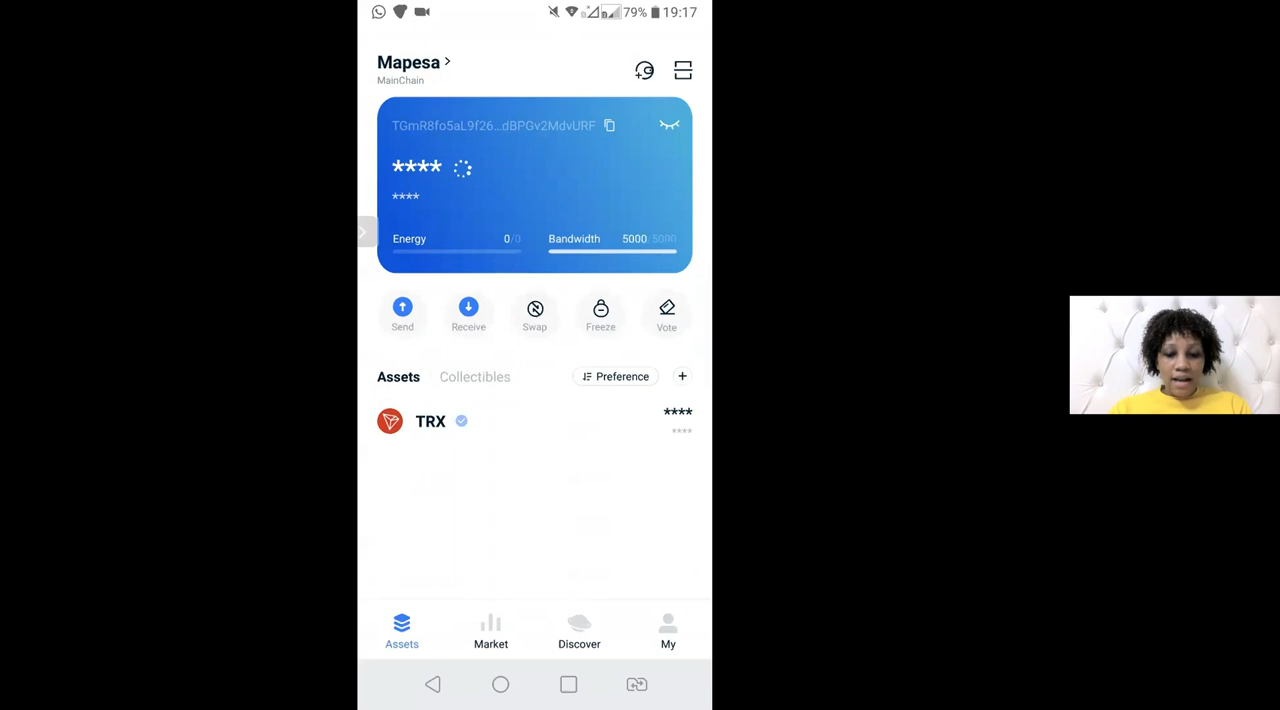 79% 19:17
Mapesa >
MainChain
TGmR8fo5aL9f26...dBPGv2MdvURF
****
****
Energy 0/0 Bandwidth 5000/5000
Send Receive Swap Freeze Vote
Assets Collectibles Preference +
TRX ****
****
Assets Market Discover My